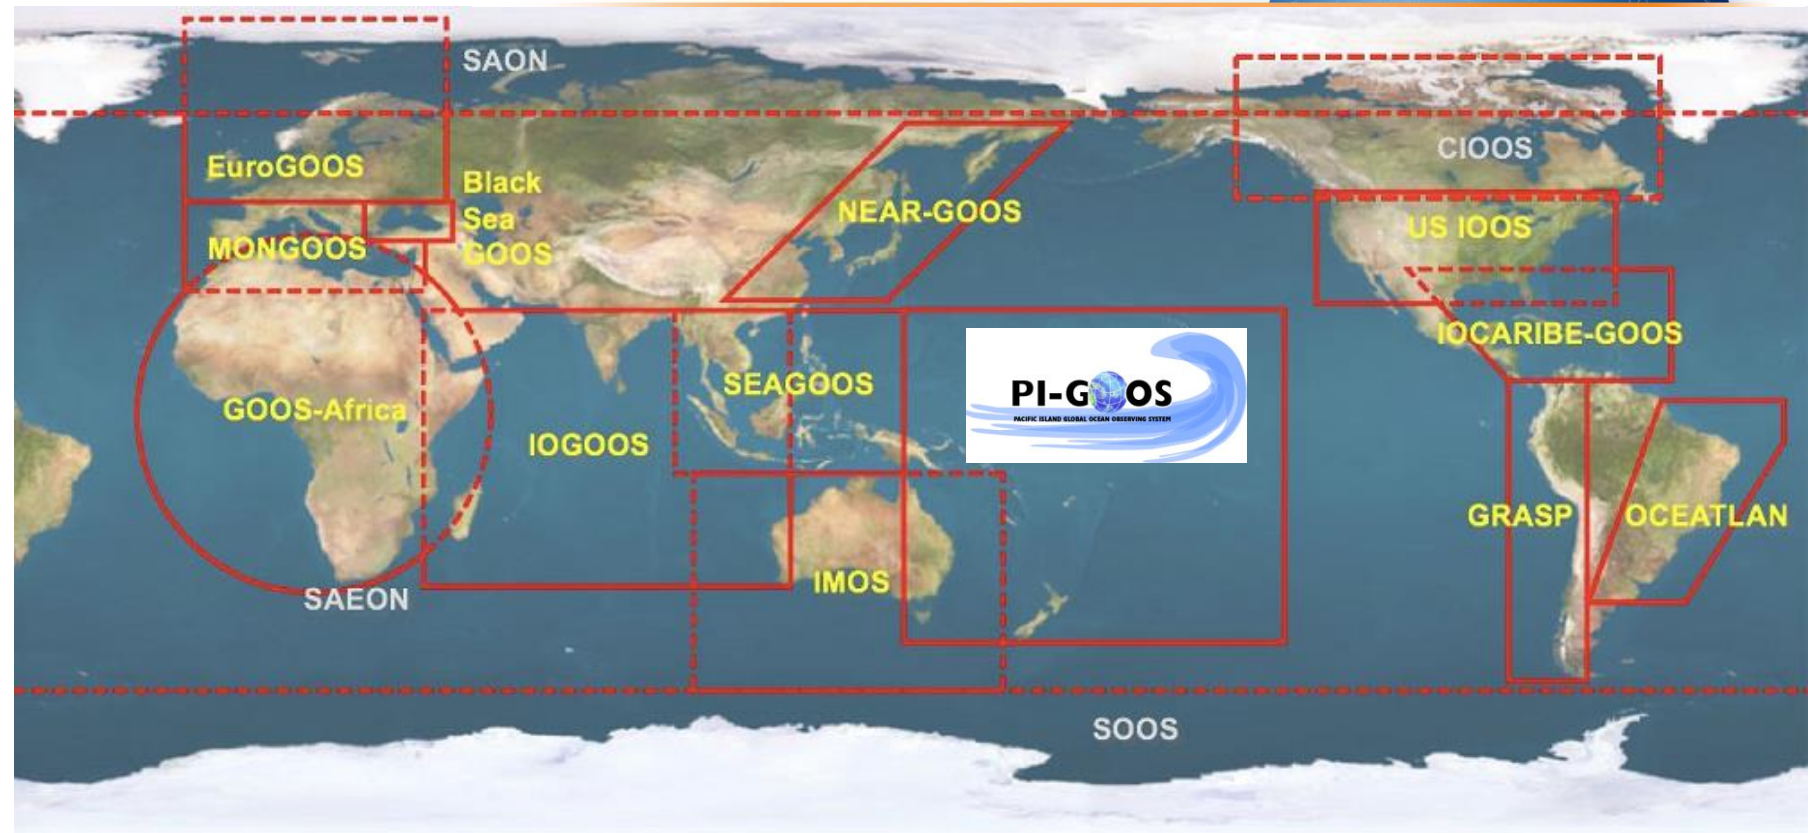 SAON
CIOOS
EuroGOOS
Black
Sea
GOOS
NEAR-GOOS
US IOOS
MONGOOS
IOCARIBE-GOOS
SEAGOOS
PI-GOOS
PACIFIC ISLAND GLOBAL OCEAN OBSERVING SYSTEM
GOOS-Africa
IOGOOS
GRASP
OCEATLAN
IMOS
SAEON
SOOS